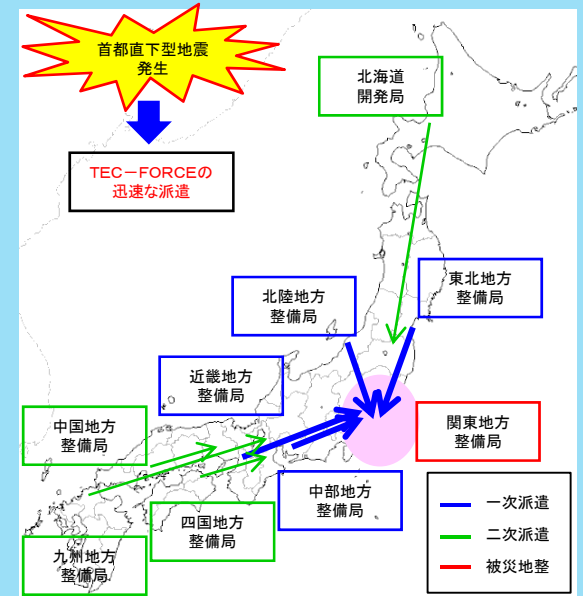 首都直下型地震
発生
TEC－FORCEの
迅速な派遣
北海道
開発局
北陸地方
整備局
東北地方
整備局
近畿地方
整備局
中国地方
整備局
関東地方
整備局
中部地方
整備局
四国地方
整備局
九州地方
整備局
一次派遣
二次派遣
被災地整